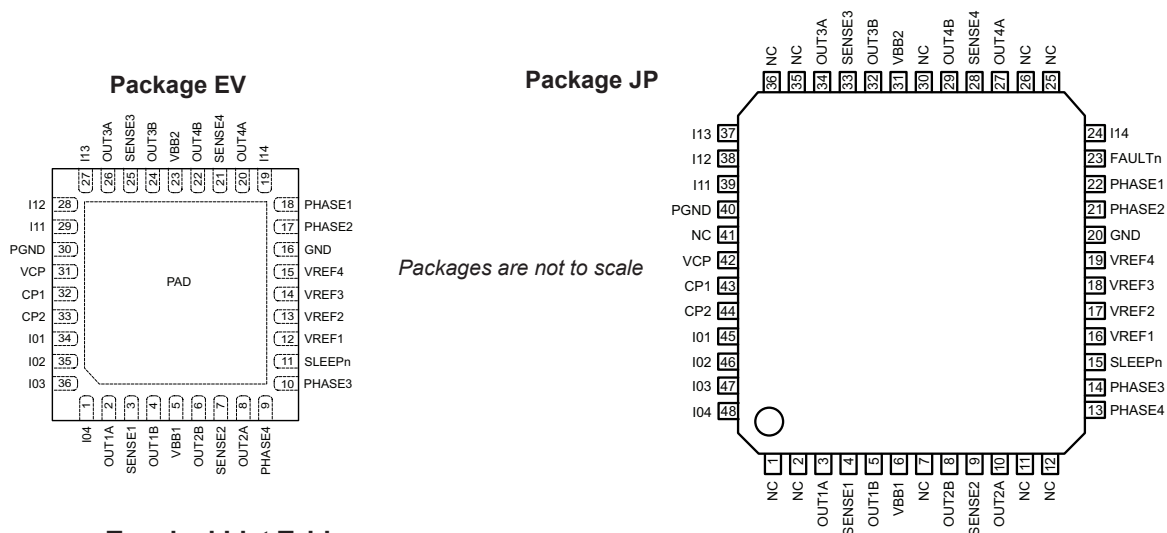 Package EV
I13
OUT3A
SENSE3
OUT3B
VBB2
OUT4B
SENSE4
OUT4A
I14
27
26
25
24
23
22
21
20
19
I12 28
I11 29
PGND 30
VCP 31
CP1 32
CP2 33
I01 34
I02 35
I03 36
PAD
18 PHASE1
17 PHASE2
16 GND
15 VREF4
14 VREF3
13 VREF2
12 VREF1
11 SLEEPn
10 PHASE3
1
2
3
4
5
6
7
8
9
I04
OUT1A
SENSE1
OUT1B
VBB1
OUT2B
SENSE2
OUT2A
PHASE4
Packages are not to scale
Package JP
NC
NC
OUT3A
SENSE3
OUT3B
VBB2
NC
OUT4B
SENSE4
OUT4A
NC
NC
36
35
34
33
32
31
30
29
28
27
26
25
I13 37
I12 38
I11 39
PGND 40
NC 41
VCP 42
CP1 43
CP2 44
I01 45
I02 46
I03 47
I04 48
24 I14
23 FAULTn
22 PHASE1
21 PHASE2
20 GND
19 VREF4
18 VREF3
17 VREF2
16 VREF1
15 SLEEPn
14 PHASE3
13 PHASE4
1
2
3
4
5
6
7
8
9
10
11
12
NC
NC
OUT1A
SENSE1
OUT1B
VBB1
NC
OUT2B
SENSE2
OUT2A
NC
NC